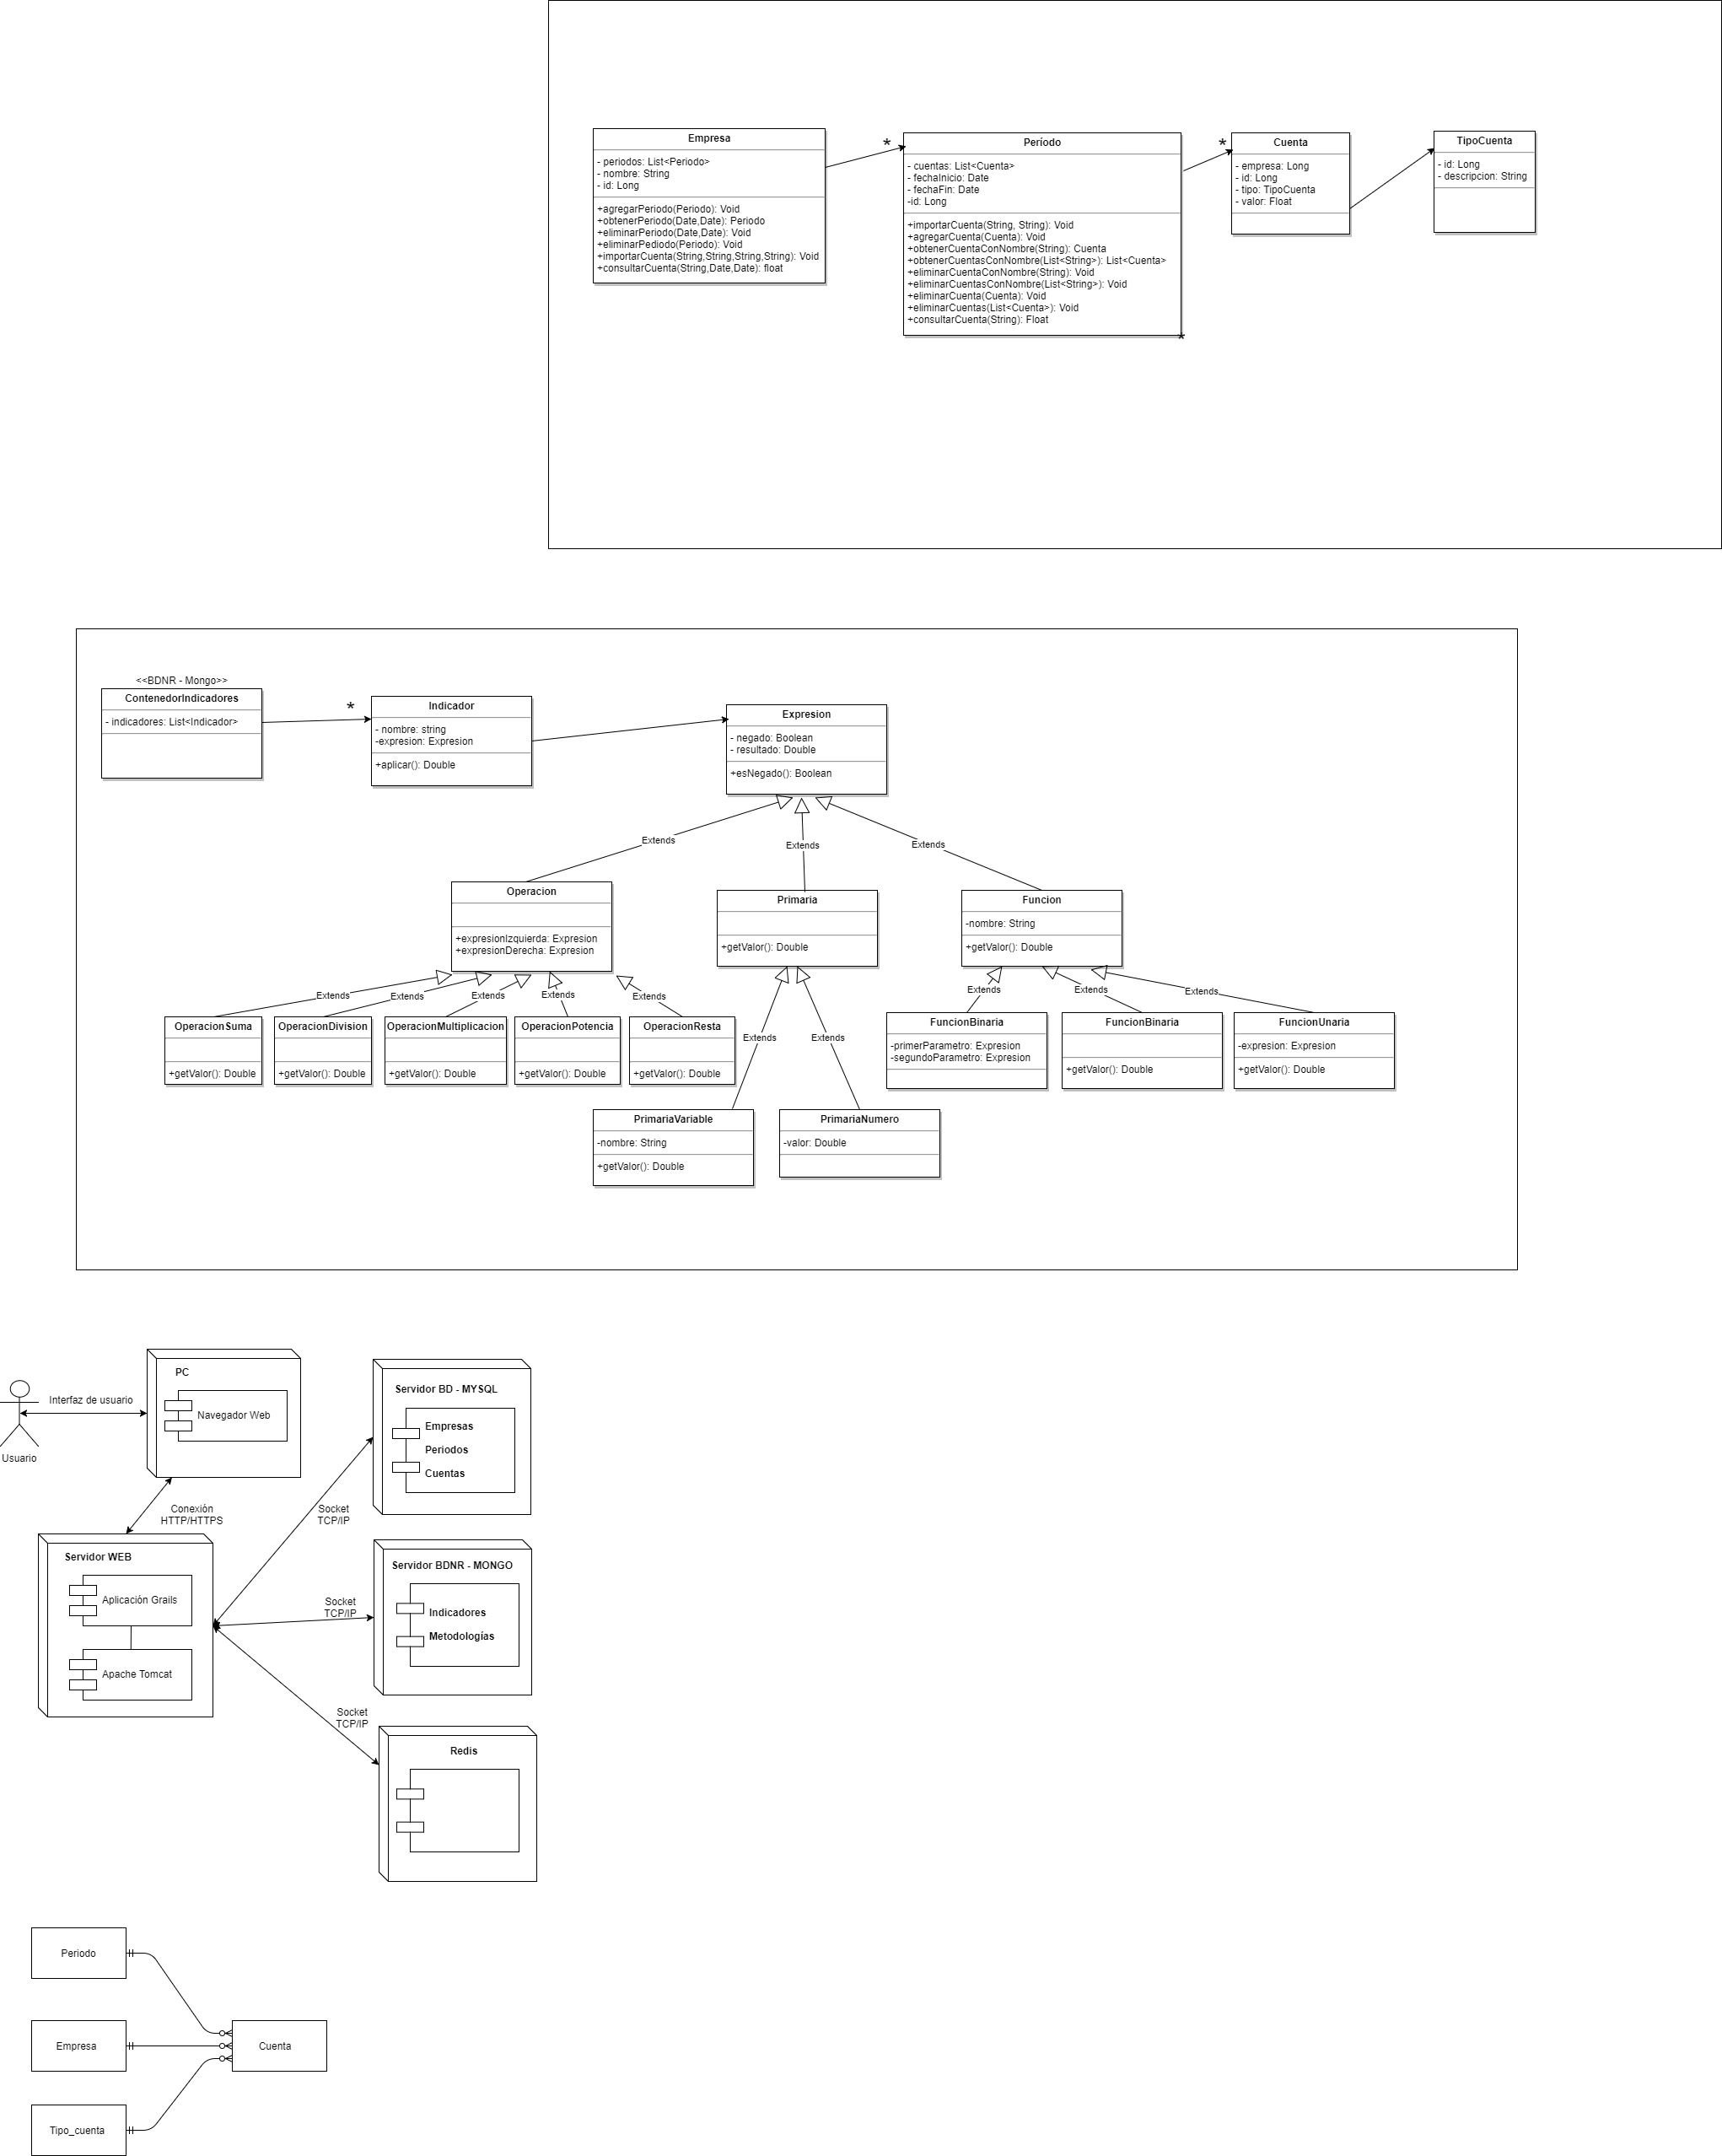 Empresa
- periodos: List<Periodo>
- nombre: String
- id: Long
+agregarPeriodo(Periodo): Void
+obtenerPeriodo(Date,Date): Periodo
+eliminarPeriodo(Date,Date): Void
+eliminarPediodo(Periodo): Void
+importarCuenta(String,String,String,String): Void
+consultarCuenta(String,Date,Date): float
*
Período
- cuentas: List<Cuenta>
- fechaInicio: Date
- fechaFin: Date
-id: Long
+importarCuenta(String, String): Void
+agregarCuenta(Cuenta): Void
+obtenerCuentaConNombre(String): Cuenta
+obtenerCuentasConNombre(List<String>): List<Cuenta>
+eliminarCuentaConNombre(String): Void
+eliminarCuentasConNombre(List<String>): Void
+eliminarCuenta(Cuenta): Void
+eliminarCuentas(List<Cuenta>): Void
+consultarCuenta(String): Float
*
*
Cuenta
- empresa: Long
- id: Long
- tipo: TipoCuenta
- valor: Float
TipoCuenta
- id: Long
- descripcion: String
<<BDNR - Mongo>>
ContenedorIndicadores
- indicadores: List<Indicador>
*
Indicador
- nombre: string
-expresion: Expresion
+aplicar(): Double
Expresion
- negado: Boolean
- resultado: Double
+esNegado(): Boolean
Extends
Extends
Extends
Operacion
+expresionIzquierda: Expresion
+expresionDerecha: Expresion
Primaria
+getValor(): Double
Funcion
-nombre: String
+getValor(): Double
Extends
Extends
Extends
Extends
Extends
Extends
Extends
Extends
OperacionSuma
+getValor(): Double
OperacionDivision
+getValor(): Double
OperacionMultiplicacion
+getValor(): Double
OperacionPotencia
+getValor(): Double
OperacionResta
+getValor(): Double
Extends
Extends
FuncionBinaria
-primerParametro: Expresion
-segundoParametro: Expresion
FuncionBinaria
+getValor(): Double
FuncionUnaria
-expresion: Expresion
+getValor(): Double
PrimariaVariable
-nombre: String
+getValor(): Double
PrimariaNumero
-valor: Double
Usuario
Interfaz de usuario
PC
Navegador Web
Conexión
HTTP/HTTPS
Servidor WEB
Aplicación Grails
Apache Tomcat
Socket
TCP/IP
Servidor BD - MYSQL
Empresas
Periodos
Cuentas
Socket
TCP/IP
Servidor BDNR - MONGO
Indicadores
Metodologías
Socket
TCP/IP
Redis
Periodo
Empresa
Cuenta
Tipo_cuenta